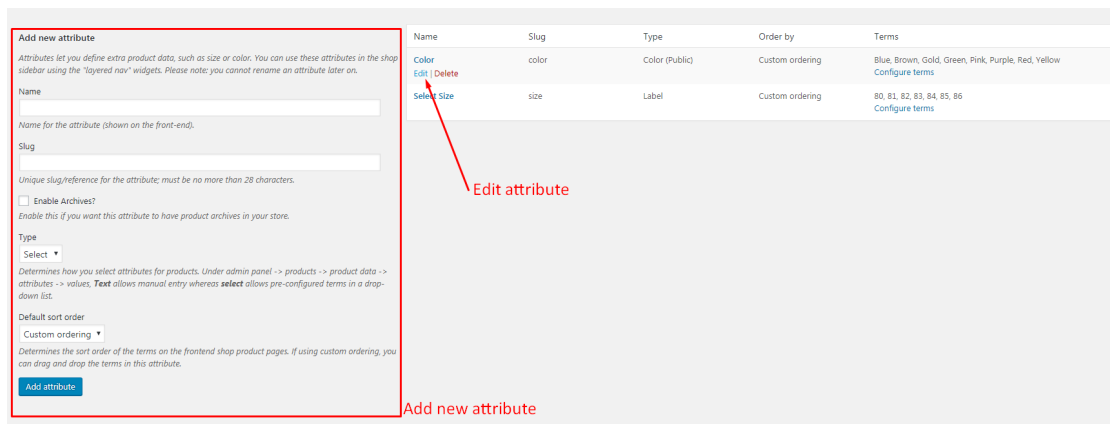 Add new attribute
Attributes let you define extra product data, such as size or color. You can use these attributes in the shop
sidebar using the "layered nav" widgets. Please note: you cannot rename an attribute later on.
Name
Name for the attribute (shown on the front-end).
Slug
Unique slug/reference for the attribute; must be no more than 28 characters.
Enable Archives?
Enable this if you want this attribute to have product archives in your store.
Type
Select
Determines how you select attributes for products. Under admin panel -> products -> product data ->
attributes -> values, Text allows manual entry whereas select allows pre-configured terms in a drop-
down list.
Default sort order
Custom ordering
Determines the sort order of the terms on the frontend shop product pages. If using custom ordering, you
can drag and drop the terms in this attribute.
Add attribute
Add new attribute
Name Slug Type Order by Terms
Color color Color (Public) Custom ordering Blue, Brown, Gold, Green, Pink, Purple, Red, Yellow
Edit | Delete Configure terms
Select Size size Label Custom ordering 80, 81, 82, 83, 84, 85, 86
Configure terms
Edit attribute